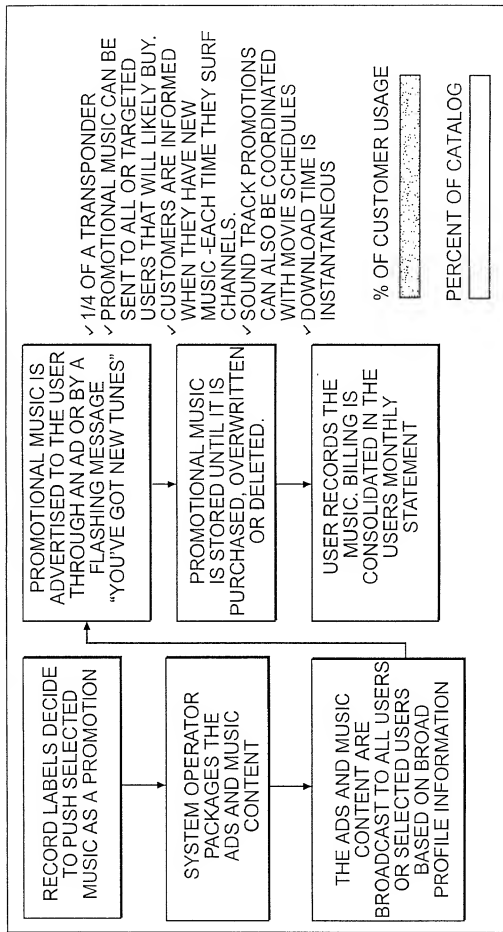 RECORD LABELS DECIDE
TO PUSH SELECTED
MUSIC AS A PROMOTION
SYSTEM OPERATOR
PACKAGES THE
ADS AND MUSIC
CONTENT
THE ADS AND MUSIC
CONTENT ARE
BROADCAST TO ALL USERS
OR SELECTED USERS
BASED ON BROAD
PROFILE INFORMATION
PROMOTIONAL MUSIC IS
ADVERTISED TO THE USER
THROUGH AN AD OR BY A
FLASHING MESSAGE
“YOU’VE GOT NEW TUNES”
PROMOTIONAL MUSIC
IS STORED UNTIL IT IS
PURCHASED, OVERWRITTEN
OR DELETED.
USER RECORDS THE
MUSIC. BILLING IS
CONSOLIDATED IN THE
USERS MONTHLY
STATEMENT
✓ 1/4 OF A TRANSPONDER
✓ PROMOTIONAL MUSIC CAN BE
SENT TO ALL OR TARGETED
USERS THAT WILL LIKELY BUY.
✓ CUSTOMERS ARE INFORMED
WHEN THEY HAVE NEW
MUSIC -EACH TIME THEY SURF
CHANNELS.
✓ SOUND TRACK PROMOTIONS
CAN ALSO BE COORDINATED
WITH MOVIE SCHEDULES
✓ DOWNLOAD TIME IS
INSTANTANEOUS
% OF CUSTOMER USAGE
PERCENT OF CATALOG